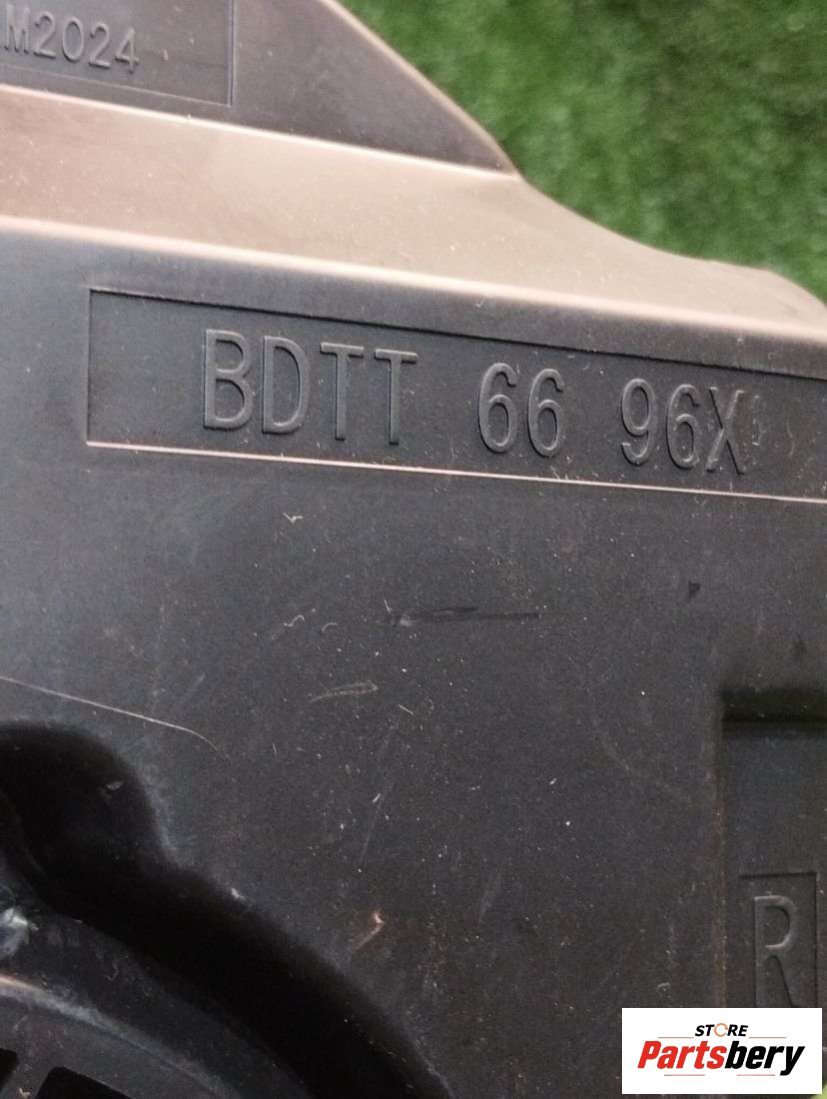 M2024
BDTT 66 96X
R
STORE
Partsbery